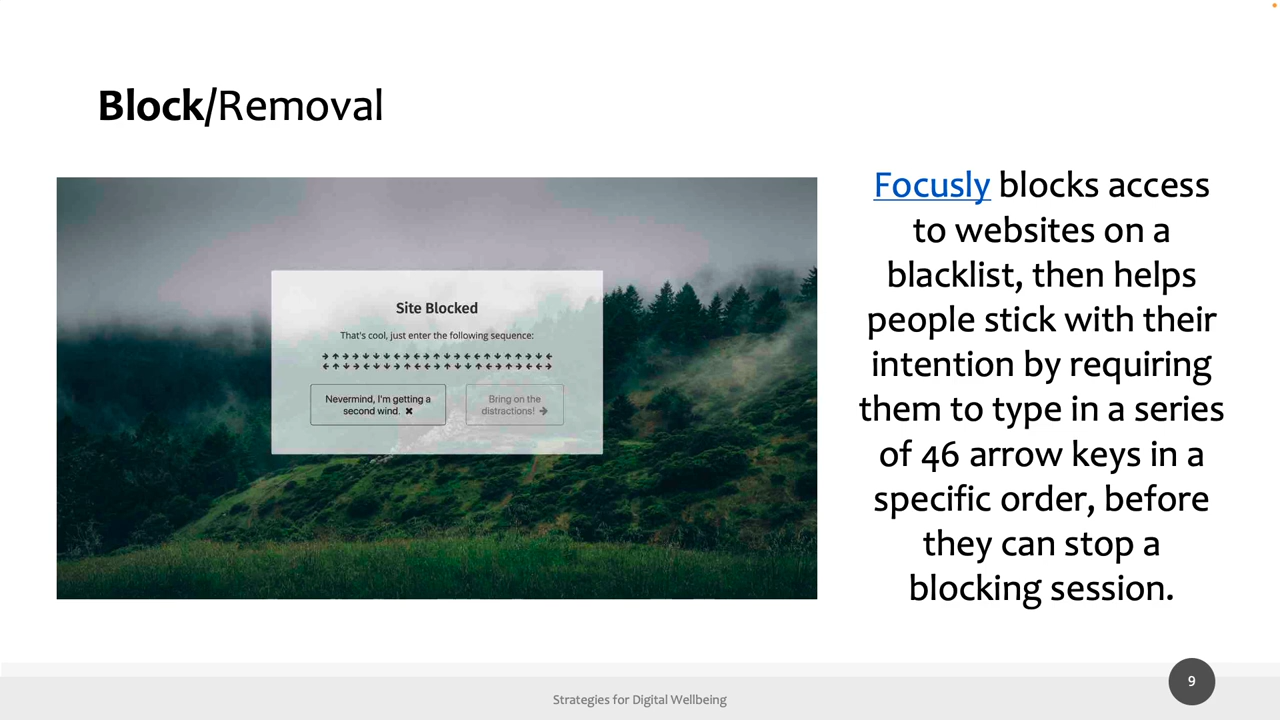 Block/Removal
Site Blocked
That's cool, just enter the following sequence:
Nevermind, I'm getting a
second wind. ✖
Bring on the
distractions! →
Focusly blocks access
to websites on a
blacklist, then helps
people stick with their
intention by requiring
them to type in a series
of 46 arrow keys in a
specific order, before
they can stop a
blocking session.
Strategies for Digital Wellbeing
9